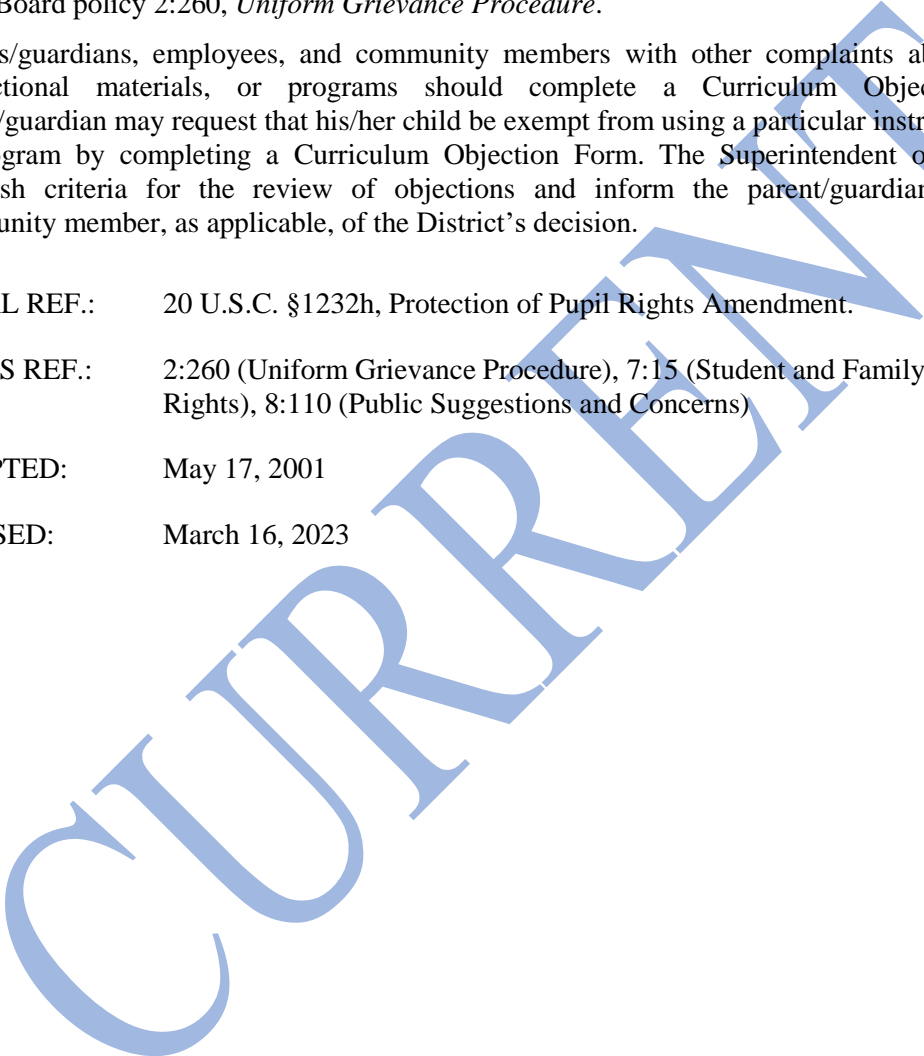 Board policy 2:260, Uniform Grievance Procedure.
s/guardians, employees, and community members with other complaints a
ctional materials, or programs should complete a Curriculum Objec
/guardian may request that his/her child be exempt from using a particular instr
ogram by completing a Curriculum Objection Form. The Superintendent o
sh criteria for the review of objections and inform the parent/guardian
unity member, as applicable, of the District’s decision.
L REF.: 20 U.S.C. §1232h, Protection of Pupil Rights Amendment.
S REF.: 2:260 (Uniform Grievance Procedure), 7:15 (Student and Family
Rights), 8:110 (Public Suggestions and Concerns)
PTED: May 17, 2001
SED: March 16, 2023
CURRENT